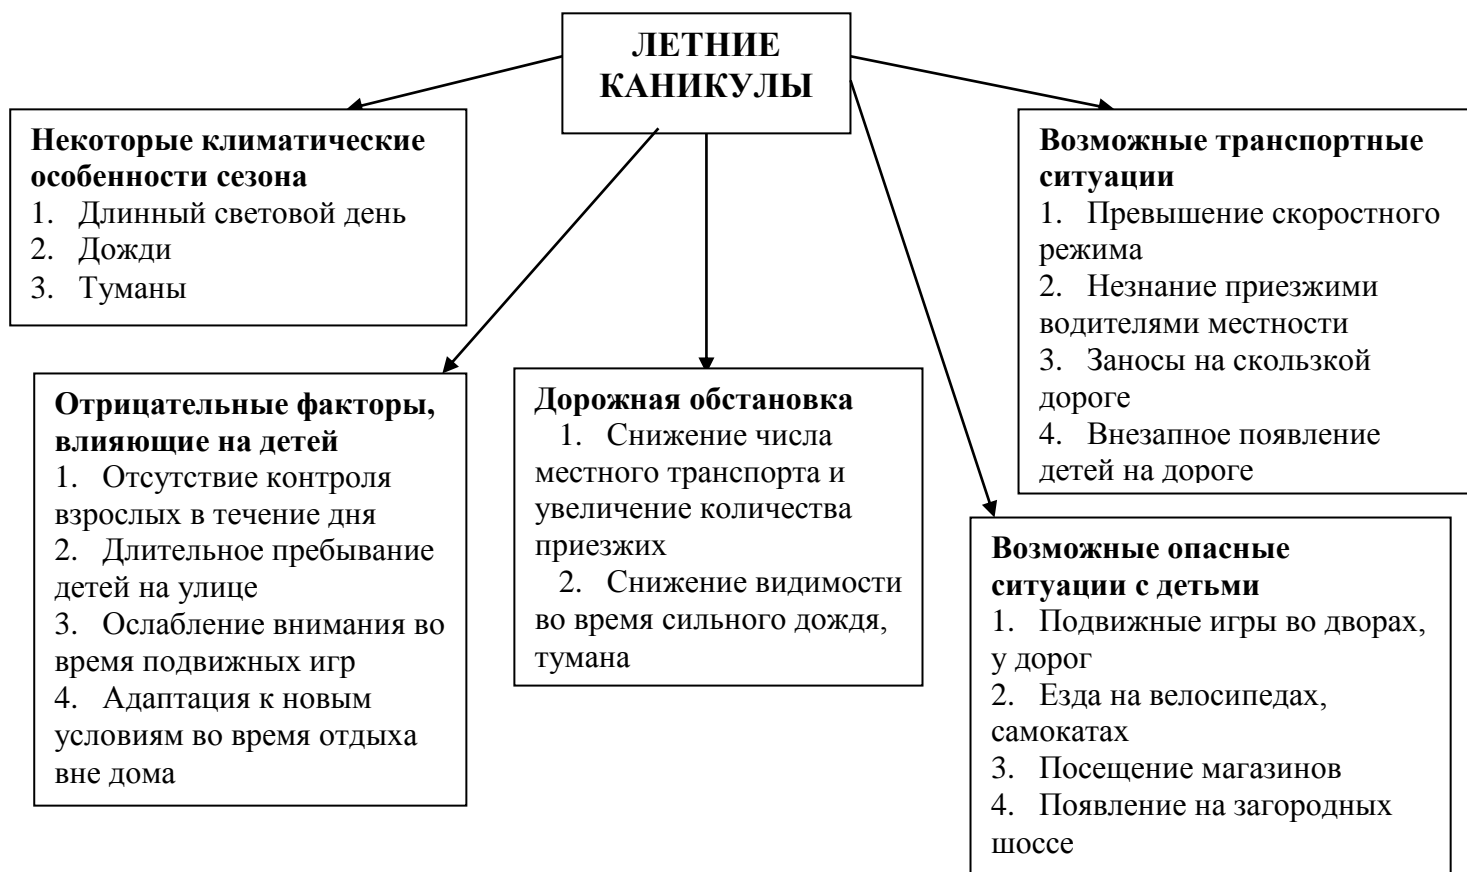 ЛЕТНИЕ
КАНИКУЛЫ
Некоторые климатические
особенности сезона
1. Длинный световой день
2. Дожди
3. Туманы
Возможные транспортные
ситуации
1. Превышение скоростного
режима
2. Незнание приезжими
водителями местности
3. Заносы на скользкой
дороге
4. Внезапное появление
детей на дороге
Отрицательные факторы,
влияющие на детей
1. Отсутствие контроля
взрослых в течение дня
2. Длительное пребывание
детей на улице
3. Ослабление внимания во
время подвижных игр
4. Адаптация к новым
условиям во время отдыха
вне дома
Дорожная обстановка
1. Снижение числа
местного транспорта и
увеличение количества
приезжих
2. Снижение видимости
во время сильного дождя,
тумана
Возможные опасные
ситуации с детьми
1. Подвижные игры во дворах,
у дорог
2. Езда на велосипедах,
самокатах
3. Посещение магазинов
4. Появление на загородных
шоссе